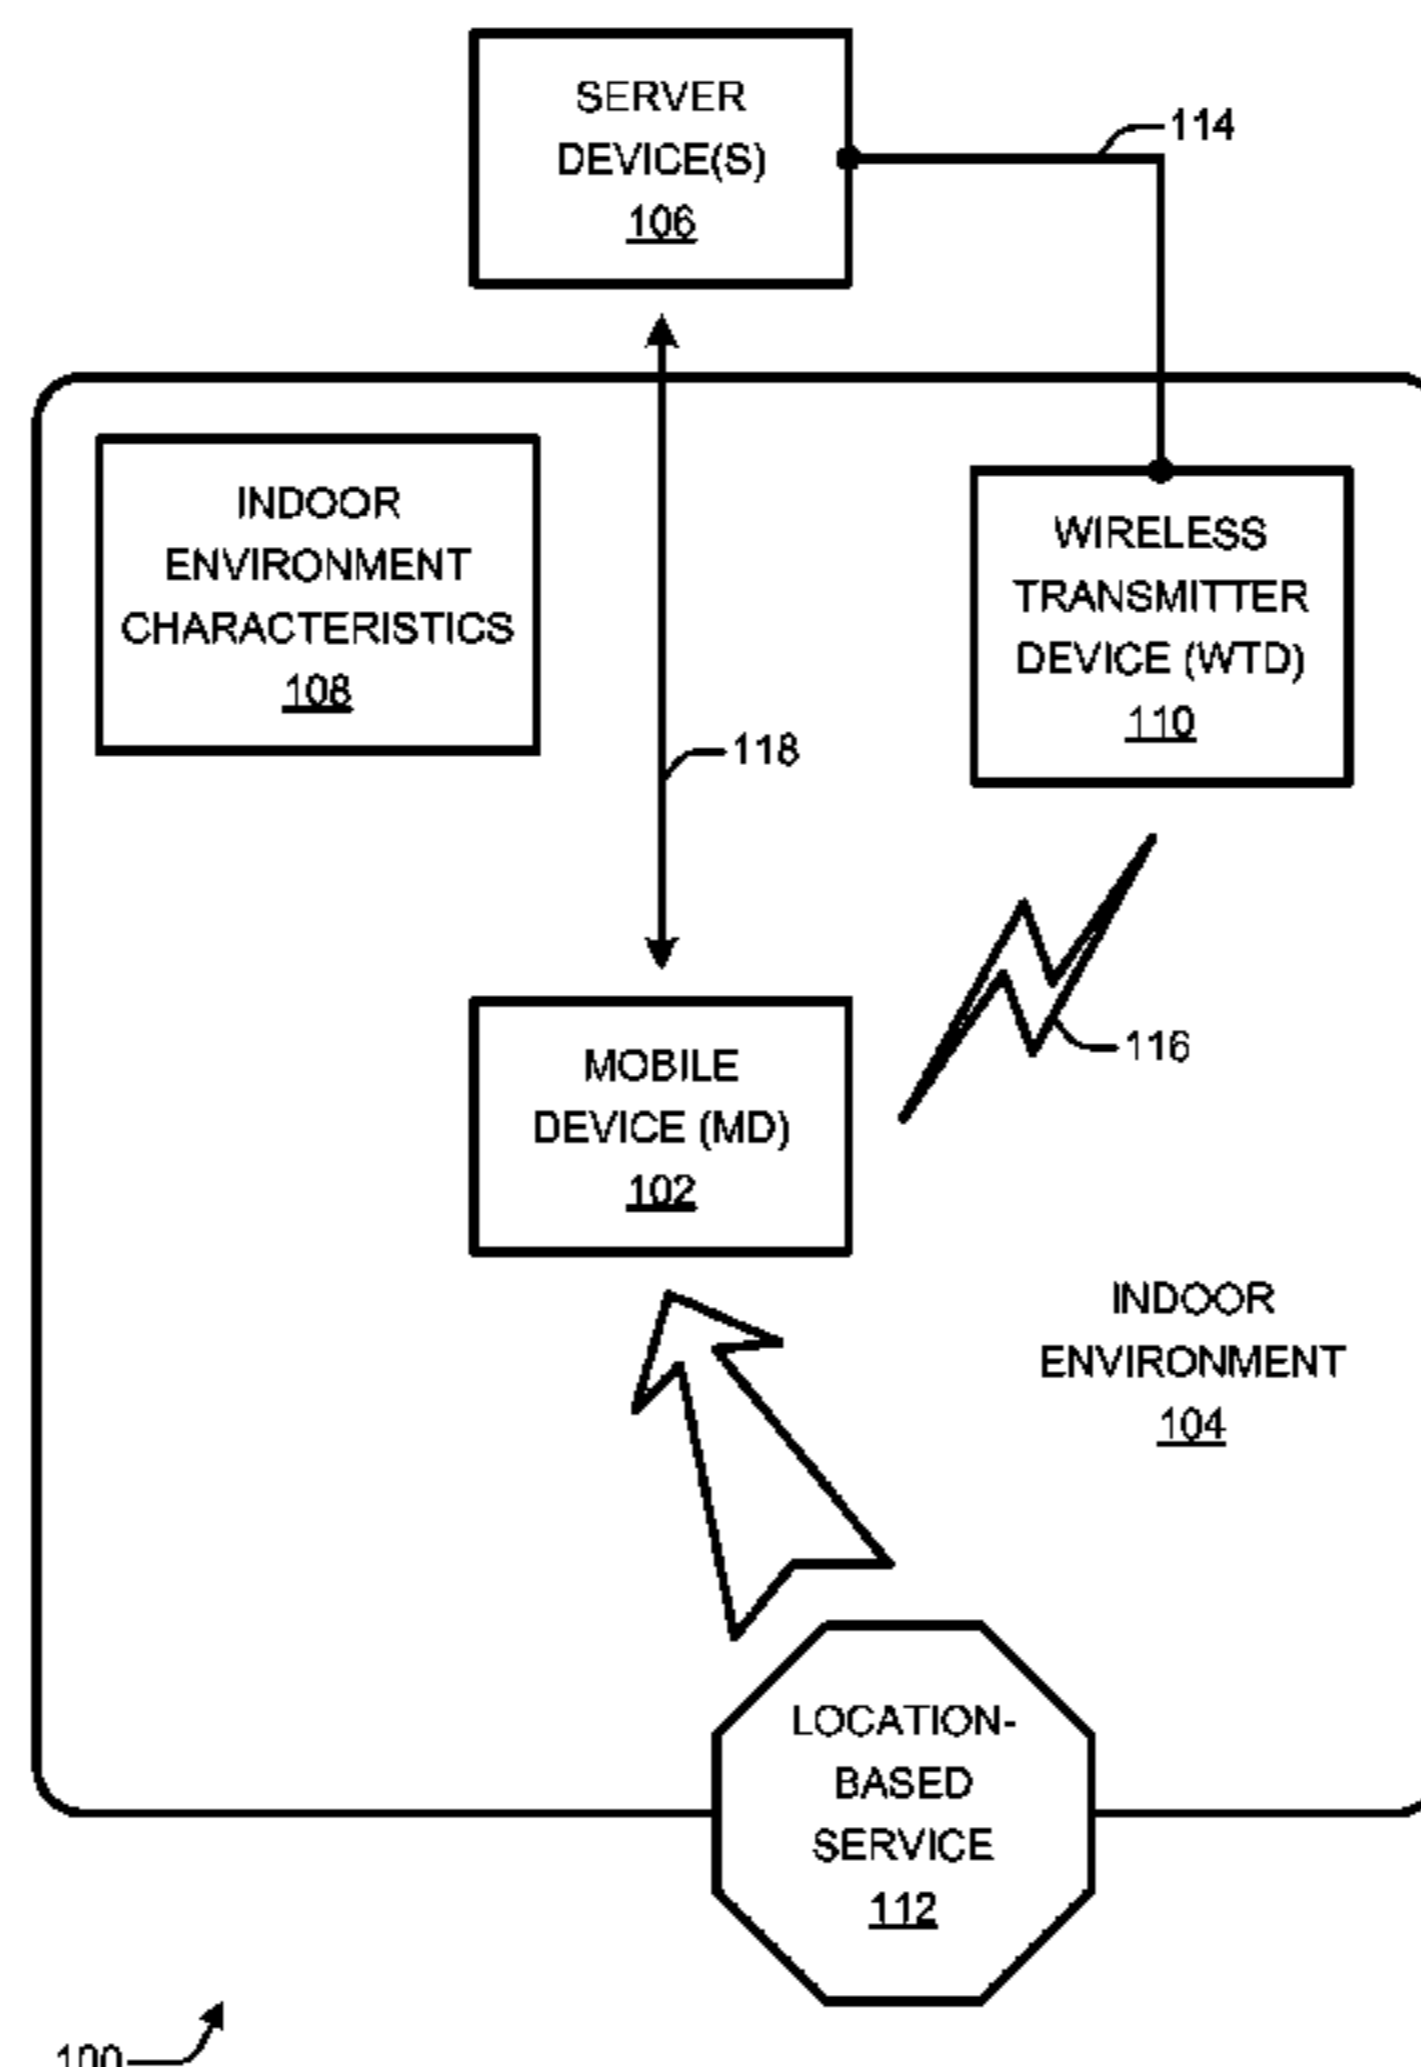 SERVER
DEVICE(S)
106
114
INDOOR
ENVIRONMENT
CHARACTERISTICS
108
WIRELESS
TRANSMITTER
DEVICE (WTD)
110
118
116
MOBILE
DEVICE (MD)
102
INDOOR
ENVIRONMENT
104
LOCATION-
BASED
SERVICE
112
100